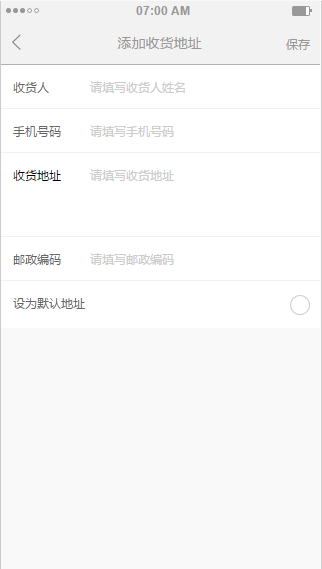 07:00 AM
添加收货地址 保存
收货人 请填写收货人姓名
手机号码 请填写手机号码
收货地址 请填写收货地址
邮政编码 请填写邮政编码
设为默认地址